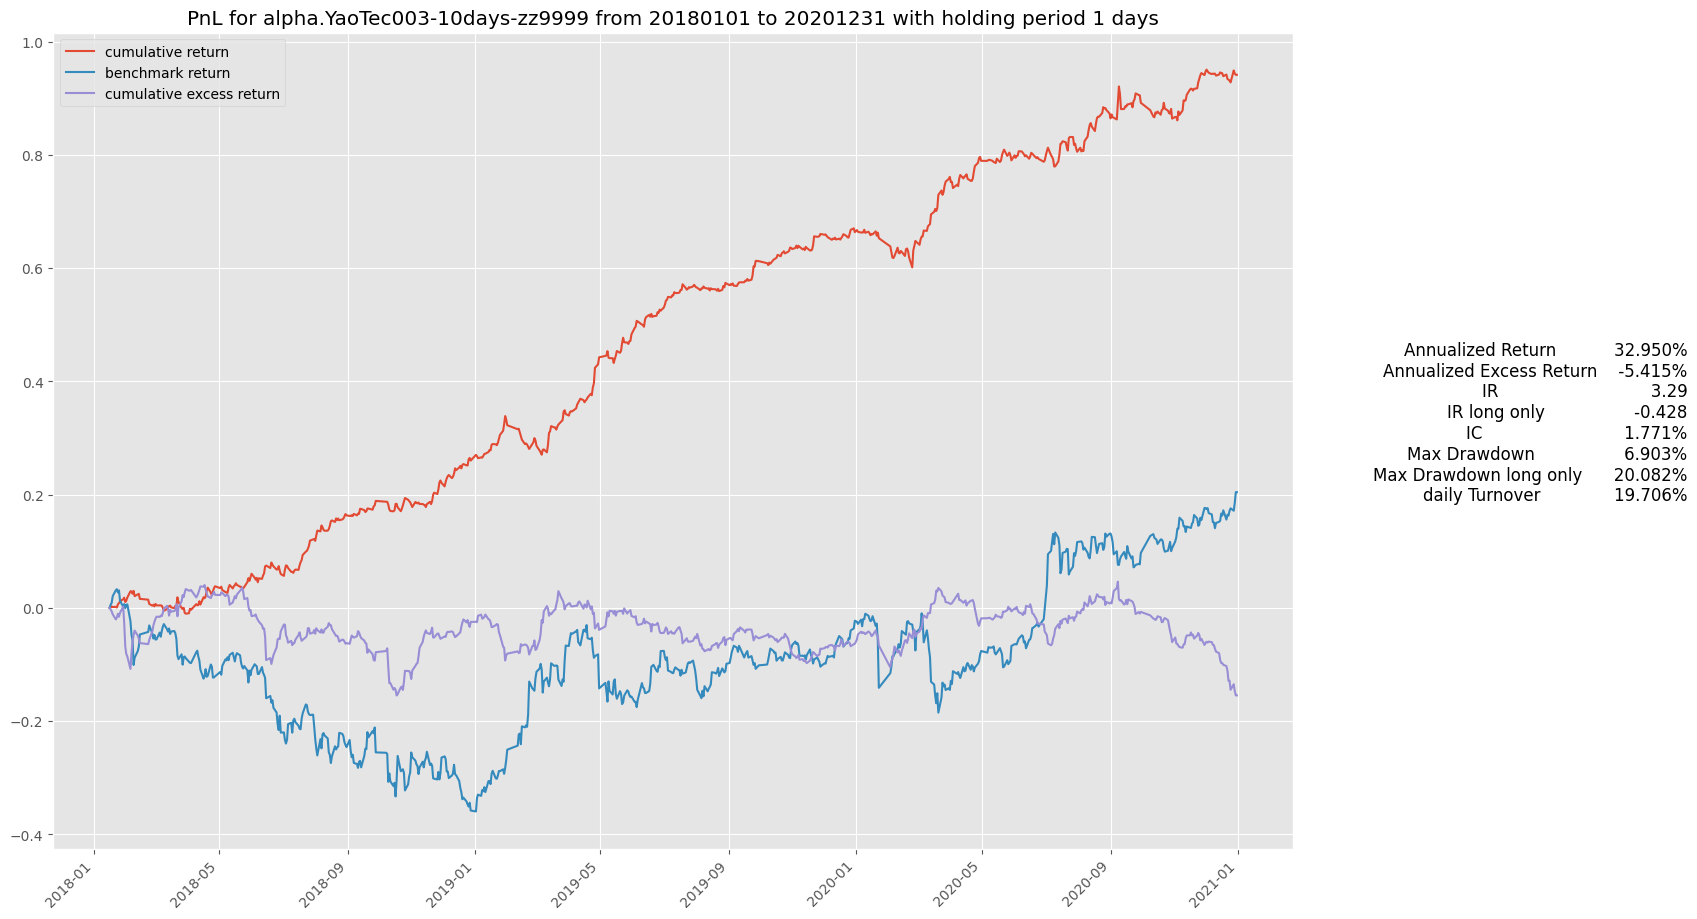 PnL for alpha.YaoTec003-10days-zz9999 from 20180101 to 20201231 with holding period 1 days
cumulative return
benchmark return
cumulative excess return
1.0
0.8
0.6
0.4
0.2
0.0
−0.2
−0.4
2018-01
2018-05
2018-09
2019-01
2019-05
2019-09
2020-01
2020-05
2020-09
2021-01
Annualized Return 32.950%
Annualized Excess Return -5.415%
IR 3.29
IR long only -0.428
IC 1.771%
Max Drawdown 6.903%
Max Drawdown long only 20.082%
daily Turnover 19.706%